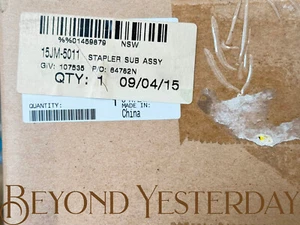 %%01459879 NSW
15JM-5011 STAPLER SUB ASSY
G/V: 107535 P/O: 64762N
QTY: 1 09/04/15
QUANTITY:
MADE IN:
China
BEYOND YESTERDAY